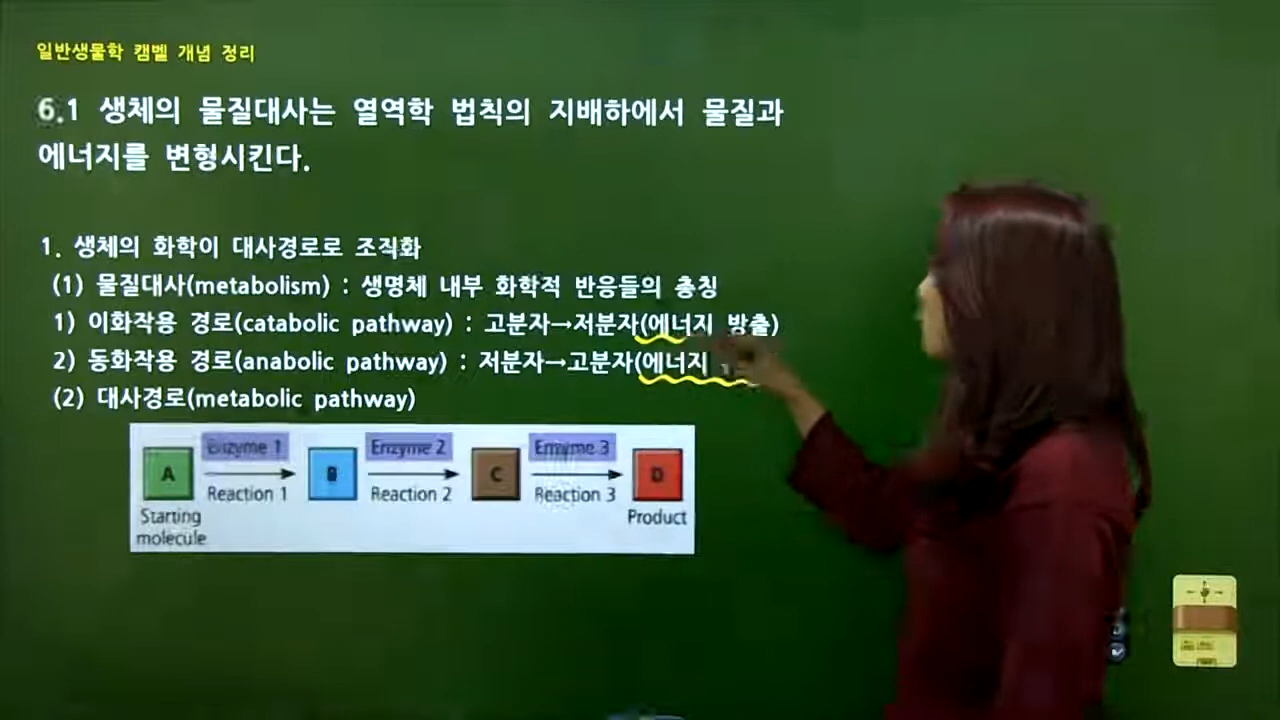 일반생물학 캠벨 개념 정리
6.1 생체의 물질대사는 열역학 법칙의 지배하에서 물질과
에너지를 변형시킨다.
1. 생체의 화학이 대사경로로 조직화
(1) 물질대사(metabolism) : 생명체 내부 화학적 반응들의 총칭
1) 이화작용 경로(catabolic pathway) : 고분자→저분자(에너지 방출)
2) 동화작용 경로(anabolic pathway) : 저분자→고분자(에너지
(2) 대사경로(metabolic pathway)
Enzyme 1 Enzyme 2 Enzyme 3
A B C D
Reaction 1 Reaction 2 Reaction 3
Starting molecule
Product